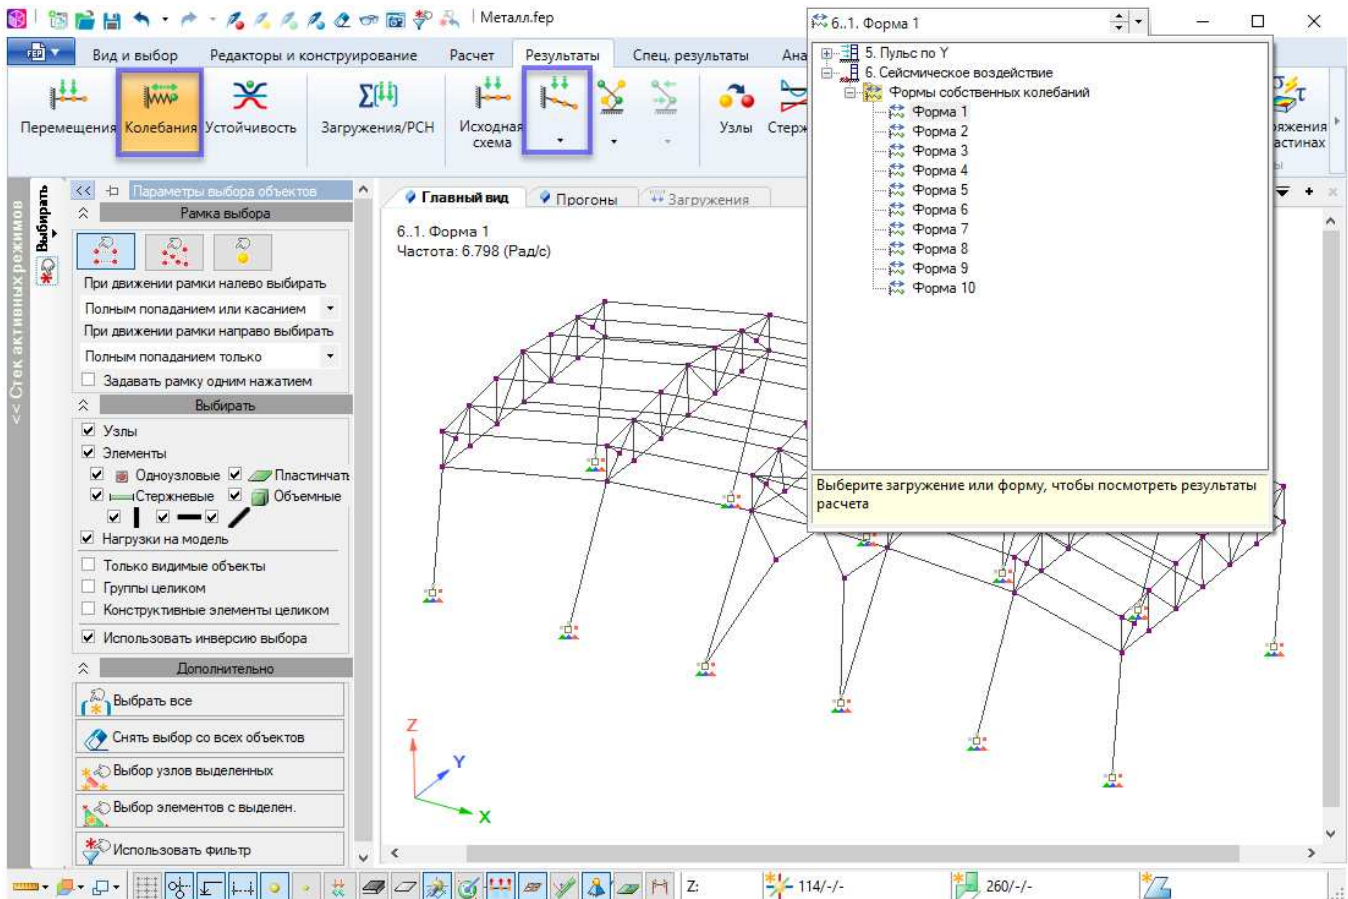 Металл.fep
6..1. Форма 1
FEP
Вид и выбор
Редакторы и конструирование
Расчет
Результаты
Спец. результаты
Ана
5. Пульс по Y
6. Сейсмическое воздействие
Формы собственных колебаний
Форма 1
Форма 2
Форма 3
Форма 4
Форма 5
Форма 6
Форма 7
Форма 8
Форма 9
Форма 10
Выберите загружение или форму, чтобы посмотреть результаты
расчета
Перемещения
Колебания
Устойчивость
Загружения/РСН
Исходная
схема
Узлы
Стерж
ряжения
астинах
<< Стек активных режимов
Выбирать
<< Параметры выбора объектов
Рамка выбора
При движении рамки налево выбирать
Полным попаданием или касанием
При движении рамки направо выбирать
Полным попаданием только
Задавать рамку одним нажатием
Выбирать
Узлы
Элементы
Одноузловые
Пластинчать
Стержневые
Объемные
Нагрузки на модель
Только видимые объекты
Группы целиком
Конструктивные элементы целиком
Использовать инверсию выбора
Дополнительно
Выбрать все
Снять выбор со всех объектов
Выбор узлов выделенных
Выбор элементов с выделен.
Использовать фильтр
Главный вид
Прогоны
Загружения
6..1. Форма 1
Частота: 6.798 (Рад/с)
Z
Y
X
Z:
114/-/-
260/-/-